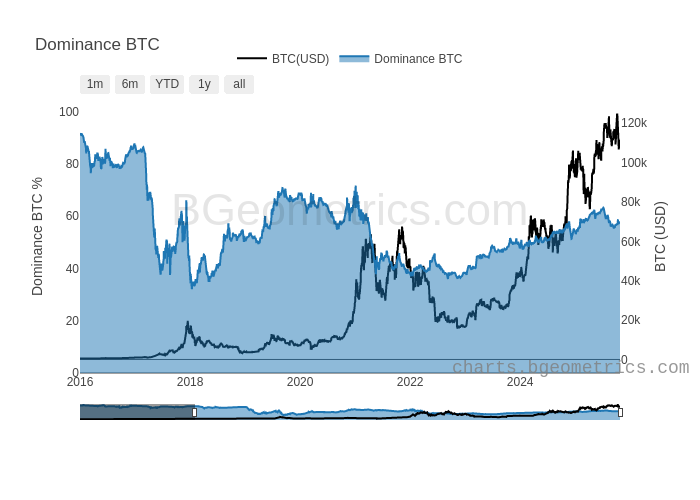 Dominance BTC
BTC(USD) Dominance BTC
1m 6m YTD 1y all
100
80
60
40
20
0
Dominance BTC %
120k
100k
80k
60k
40k
20k
0
BTC (USD)
BGeometrics.com
charts.bgeometrics.com
2016 2018 2020 2022 2024